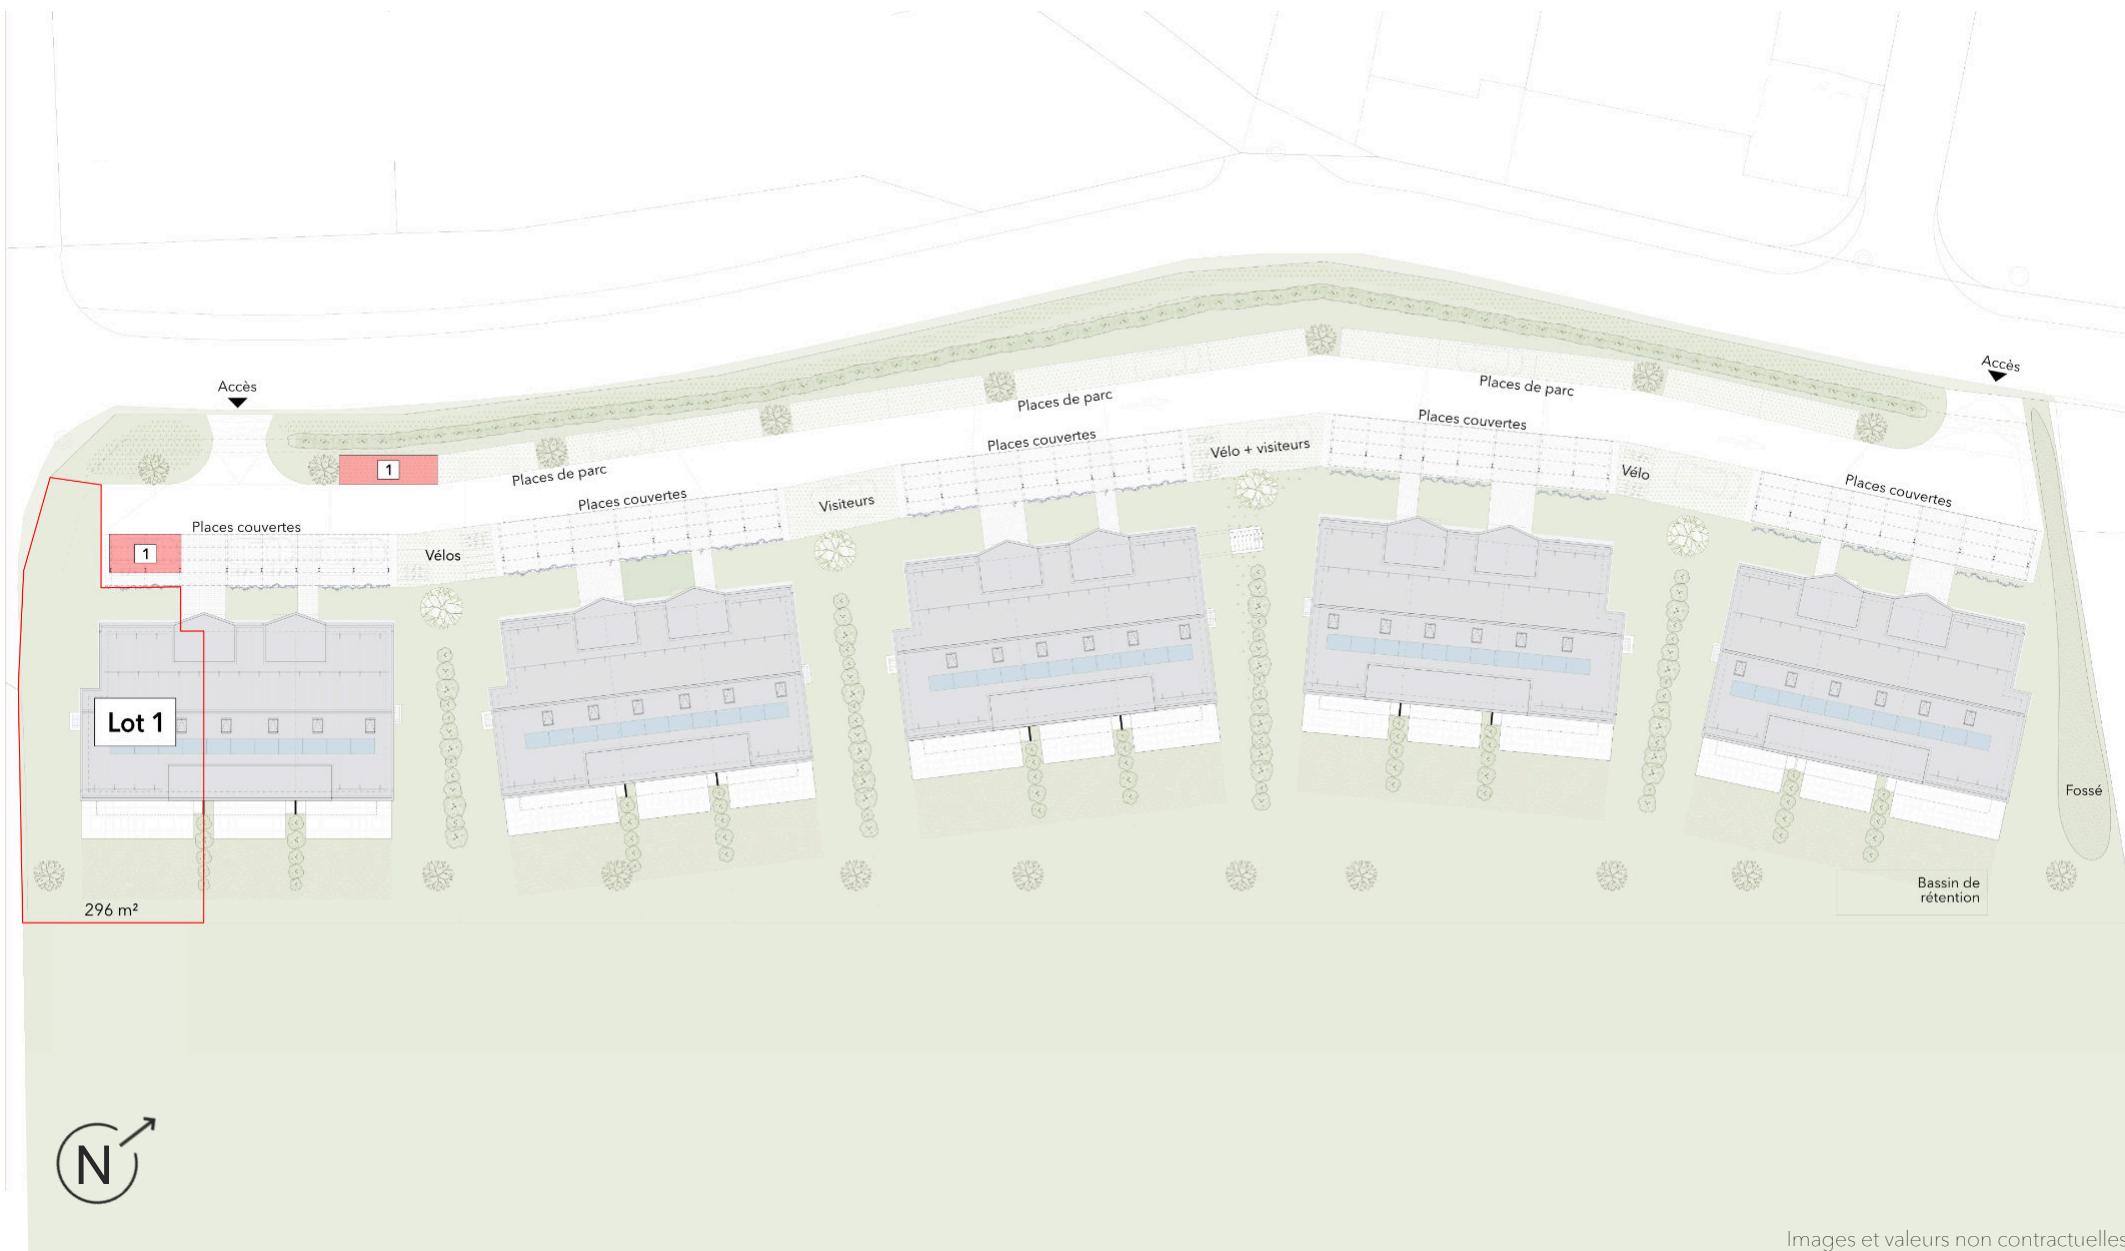 Accès
Accès
Places de parc
Places de parc
Places couvertes
Places couvertes
Vélo + visiteurs
1
Places de parc
Vélo
Places couvertes
Places couvertes
Visiteurs
Places couvertes
1
Vélos
Lot 1
Fossé
Bassin de
rétention
296 m²
N
Images et valeurs non contractuelles